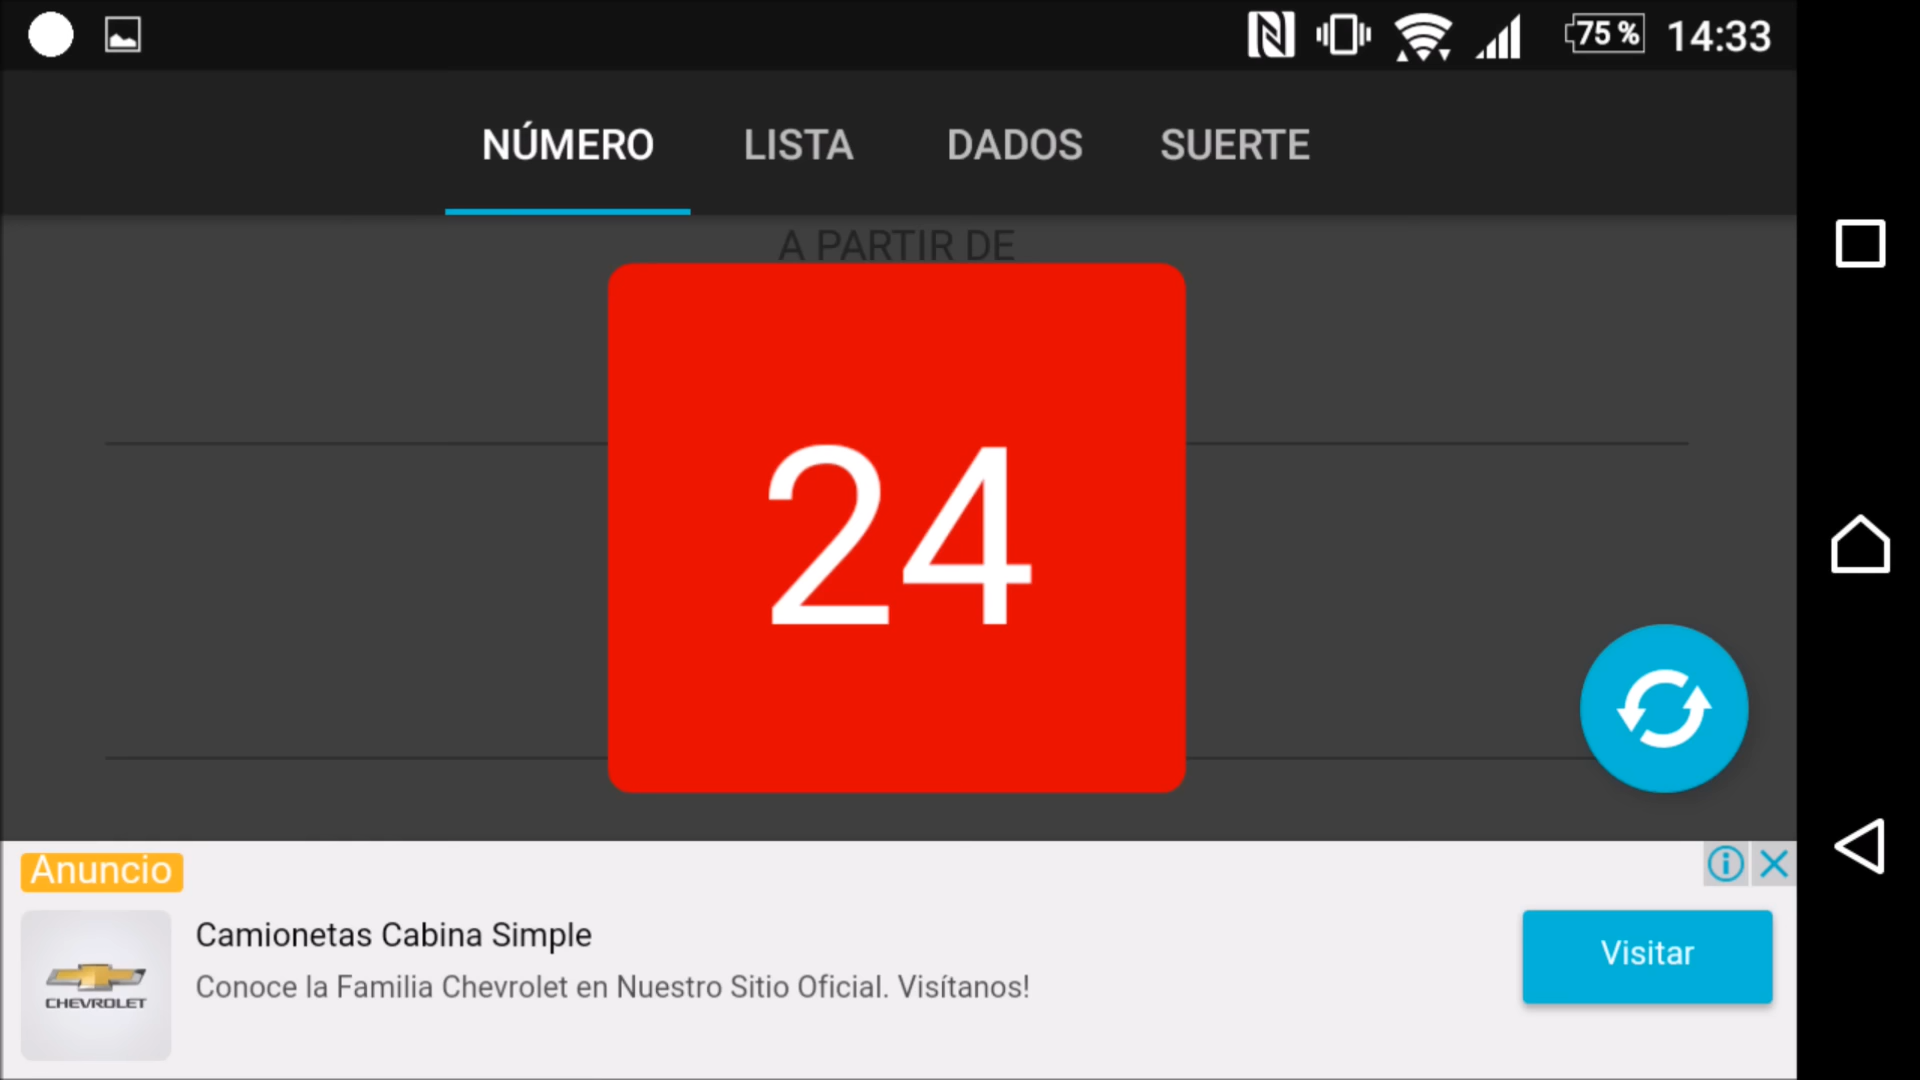 75 % 14:33
NÚMERO LISTA DADOS SUERTE
A PARTIR DE
24
Anuncio
Camionetas Cabina Simple
Conoce la Familia Chevrolet en Nuestro Sitio Oficial. Visítanos!
CHEVROLET
Visitar